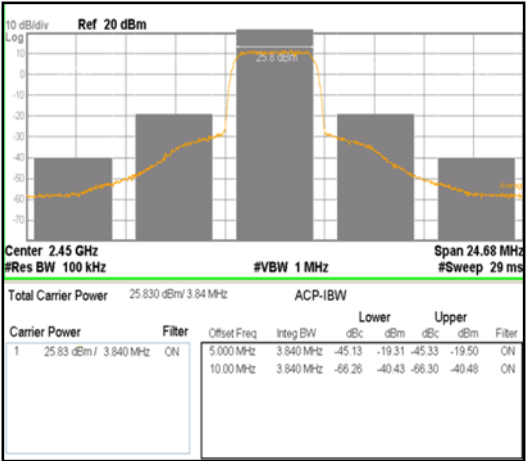 10 dB/div Ref 20 dBm
Log
10
0
-10
-20
-30
-40
-50
-60
-70
25.8 dBm
Average
Center 2.45 GHz Span 24.68 MHz
#Res BW 100 kHz #VBW 1 MHz #Sweep 29 ms
Total Carrier Power 25.830 dBm/ 3.84 MHz ACP-IBW
Lower Upper
Carrier Power Filter Offset Freq Integ BW dBc dBm dBc dBm Filter
1 25.83 dBm / 3.840 MHz ON 5.000 MHz 3.840 MHz -45.13 -19.31 -45.33 -19.50 ON
10.00 MHz 3.840 MHz -66.26 -40.43 -66.30 -40.48 ON